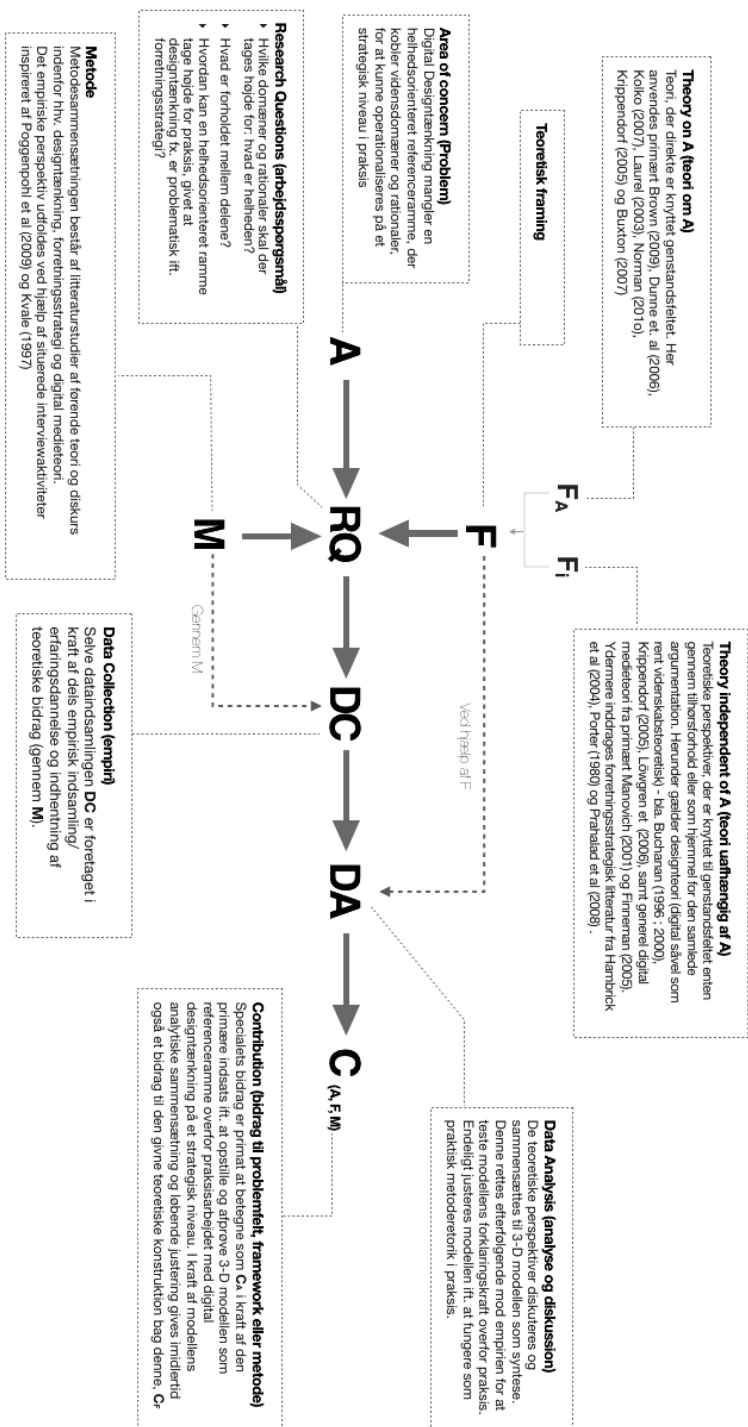 Theory on A (teori om A)
Teori, der direkte er knyttet genstandsfeltet. Her
anvendes primært Brown (2009), Dunne et. al (2006),
Kolko (2007), Laurel (2003), Norman (201o),
Krippendorf (2005) og Buxton (2007)
Teoretisk framing
Area of concern (Problem)
Digital Designtænkning mangler en
helhedsorienteret referenceramme, der
kobler vidensdomæner og rationaler,
for at kunne operationaliseres på et
strategisk niveau i praksis
Research Questions (arbejdsspørgsmål)
‣ Hvilke domæner og rationaler skal der
tages højde for: hvad er helheden?
‣ Hvad er forholdet mellem delene?
‣ Hvordan kan en helhedsorienteret ramme
tage højde for praksis, givet at
designtænkning fx. er problematisk ift.
forretningsstrategi?
Metode
Metodesammensætningen består af litteraturstudier af førende teori og diskurs
indenfor hhv. designtænkning, forretningsstrategi og digital medieteori.
Det empiriske perspektiv udfoldes ved hjælp af situerede interviewaktiviteter
inspireret af Poggenpohl et al (2009) og Kvale (1997)
FA
Fi
F
A
RQ
M
DC
DA
C (A, F, M)
Ved hjælp af F
Gennem M
Theory independent of A (teori uafhængig af A)
Teoretiske perspektiver, der er knyttet til genstandsfeltet enten
gennem tilhørsforhold eller som hjemmel for den samlede
argumentation. Herunder gælder designteori (digital såvel som
rent videnskabsteoretisk) - bla. Buchanan (1996 ; 2000),
Krippendorf (2005), Löwgren et (2006), samt generel digital
medieteori fra primært Manovich (2001) og Finneman (2005).
Ydermere inddrages forretningsstrategisk litteratur fra Hambrick
et al (2004), Porter (1980) og Prahalad et al (2008) .
Data Collection (empiri)
Selve dataindsamlingen DC er foretaget i
kraft af dels empirisk indsamling/
erfaringsdannelse og indhentning af
teoretiske bidrag (gennem M).
Data Analysis (analyse og diskussion)
De teoretiske perspektiver diskuteres og
sammensættes til 3-D modellen som syntese.
Denne rettes efterfølgende mod empirien for at
teste modellens forklaringskraft overfor praksis.
Endeligt justeres modellen ift. at fungere som
praktisk metoderetorik i praksis.
Contribution (bidrag til problemfelt, framework eller metode)
Specialets bidrag er primat at betegne som CA i kraft af den
primære indsats ift. at opstille og afprøve 3-D modellen som
referenceramme overfor praksisarbejdet med digital
designtænkning på et strategisk niveau. I kraft af modellens
analytiske sammensætning og løbende justering gives imidlertid
også et bidrag til den givne teoretiske konstruktion bag denne, CF